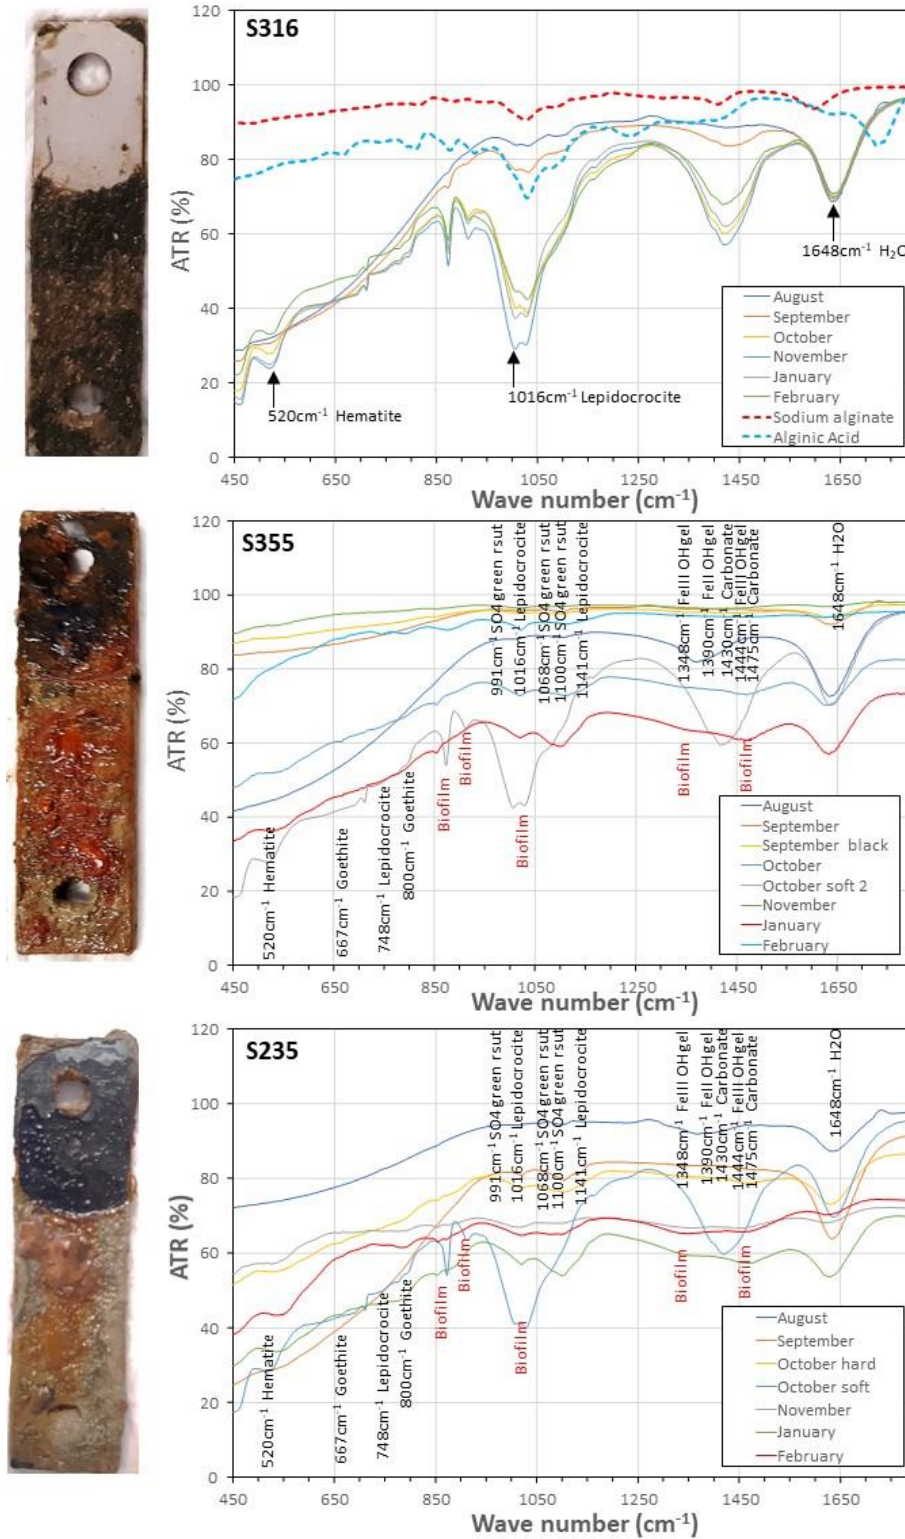 S316
120
100
80
60
40
20
0
ATR (%)
1648cm⁻¹ H₂O
520cm⁻¹ Hematite
1016cm⁻¹ Lepidocrocite
August
September
October
November
January
February
Sodium alginate
Alginic Acid
450 650 850 1050 1250 1450 1650
Wave number (cm⁻¹)
S355
120
100
80
60
40
20
0
ATR (%)
991cm⁻¹ SO4 green rsut
1016cm⁻¹ Lepidocrocite
1068cm⁻¹ SO4 green rsut
1100cm⁻¹ SO4 green rsut
1141cm⁻¹ Lepidocrocite
1348cm⁻¹ FeIII OHgel
1390cm⁻¹ FeII OHgel
1430cm⁻¹ Carbonate
1444cm⁻¹ FeIII OHgel
1475cm⁻¹ Carbonate
1648cm⁻¹ H2O
520cm⁻¹ Hematite
667cm⁻¹ Goethite
748cm⁻¹ Lepidocrocite
800cm⁻¹ Goethite
Biofilm
Biofilm
Biofilm
Biofilm
Biofilm
August
September
September black
October
October soft 2
November
January
February
450 650 850 1050 1250 1450 1650
Wave number (cm⁻¹)
S235
120
100
80
60
40
20
0
ATR (%)
991cm⁻¹ SO4 green rsut
1016cm⁻¹ Lepidocrocite
1068cm⁻¹ SO4 green rsut
1100cm⁻¹ SO4 green rsut
1141cm⁻¹ Lepidocrocite
1348cm⁻¹ FeIII OHgel
1390cm⁻¹ FeII OHgel
1430cm⁻¹ Carbonate
1444cm⁻¹ FeIII OHgel
1475cm⁻¹ Carbonate
1648cm⁻¹ H2O
520cm⁻¹ Hematite
667cm⁻¹ Goethite
748cm⁻¹ Lepidocrocite
800cm⁻¹ Goethite
Biofilm
Biofilm
Biofilm
Biofilm
Biofilm
August
September
October hard
October soft
November
January
February
450 650 850 1050 1250 1450 1650
Wave number (cm⁻¹)